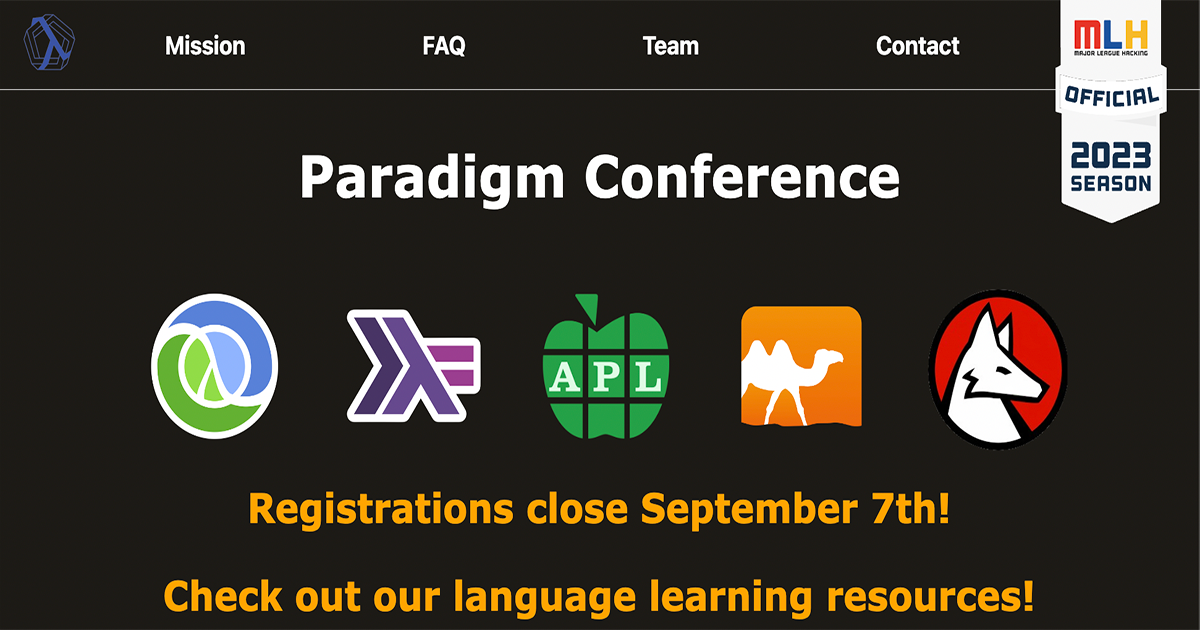 Mission FAQ Team Contact
MLH
MAJOR LEAGUE HACKING
OFFICIAL
2023
SEASON
Paradigm Conference
APL
Registrations close September 7th!
Check out our language learning resources!